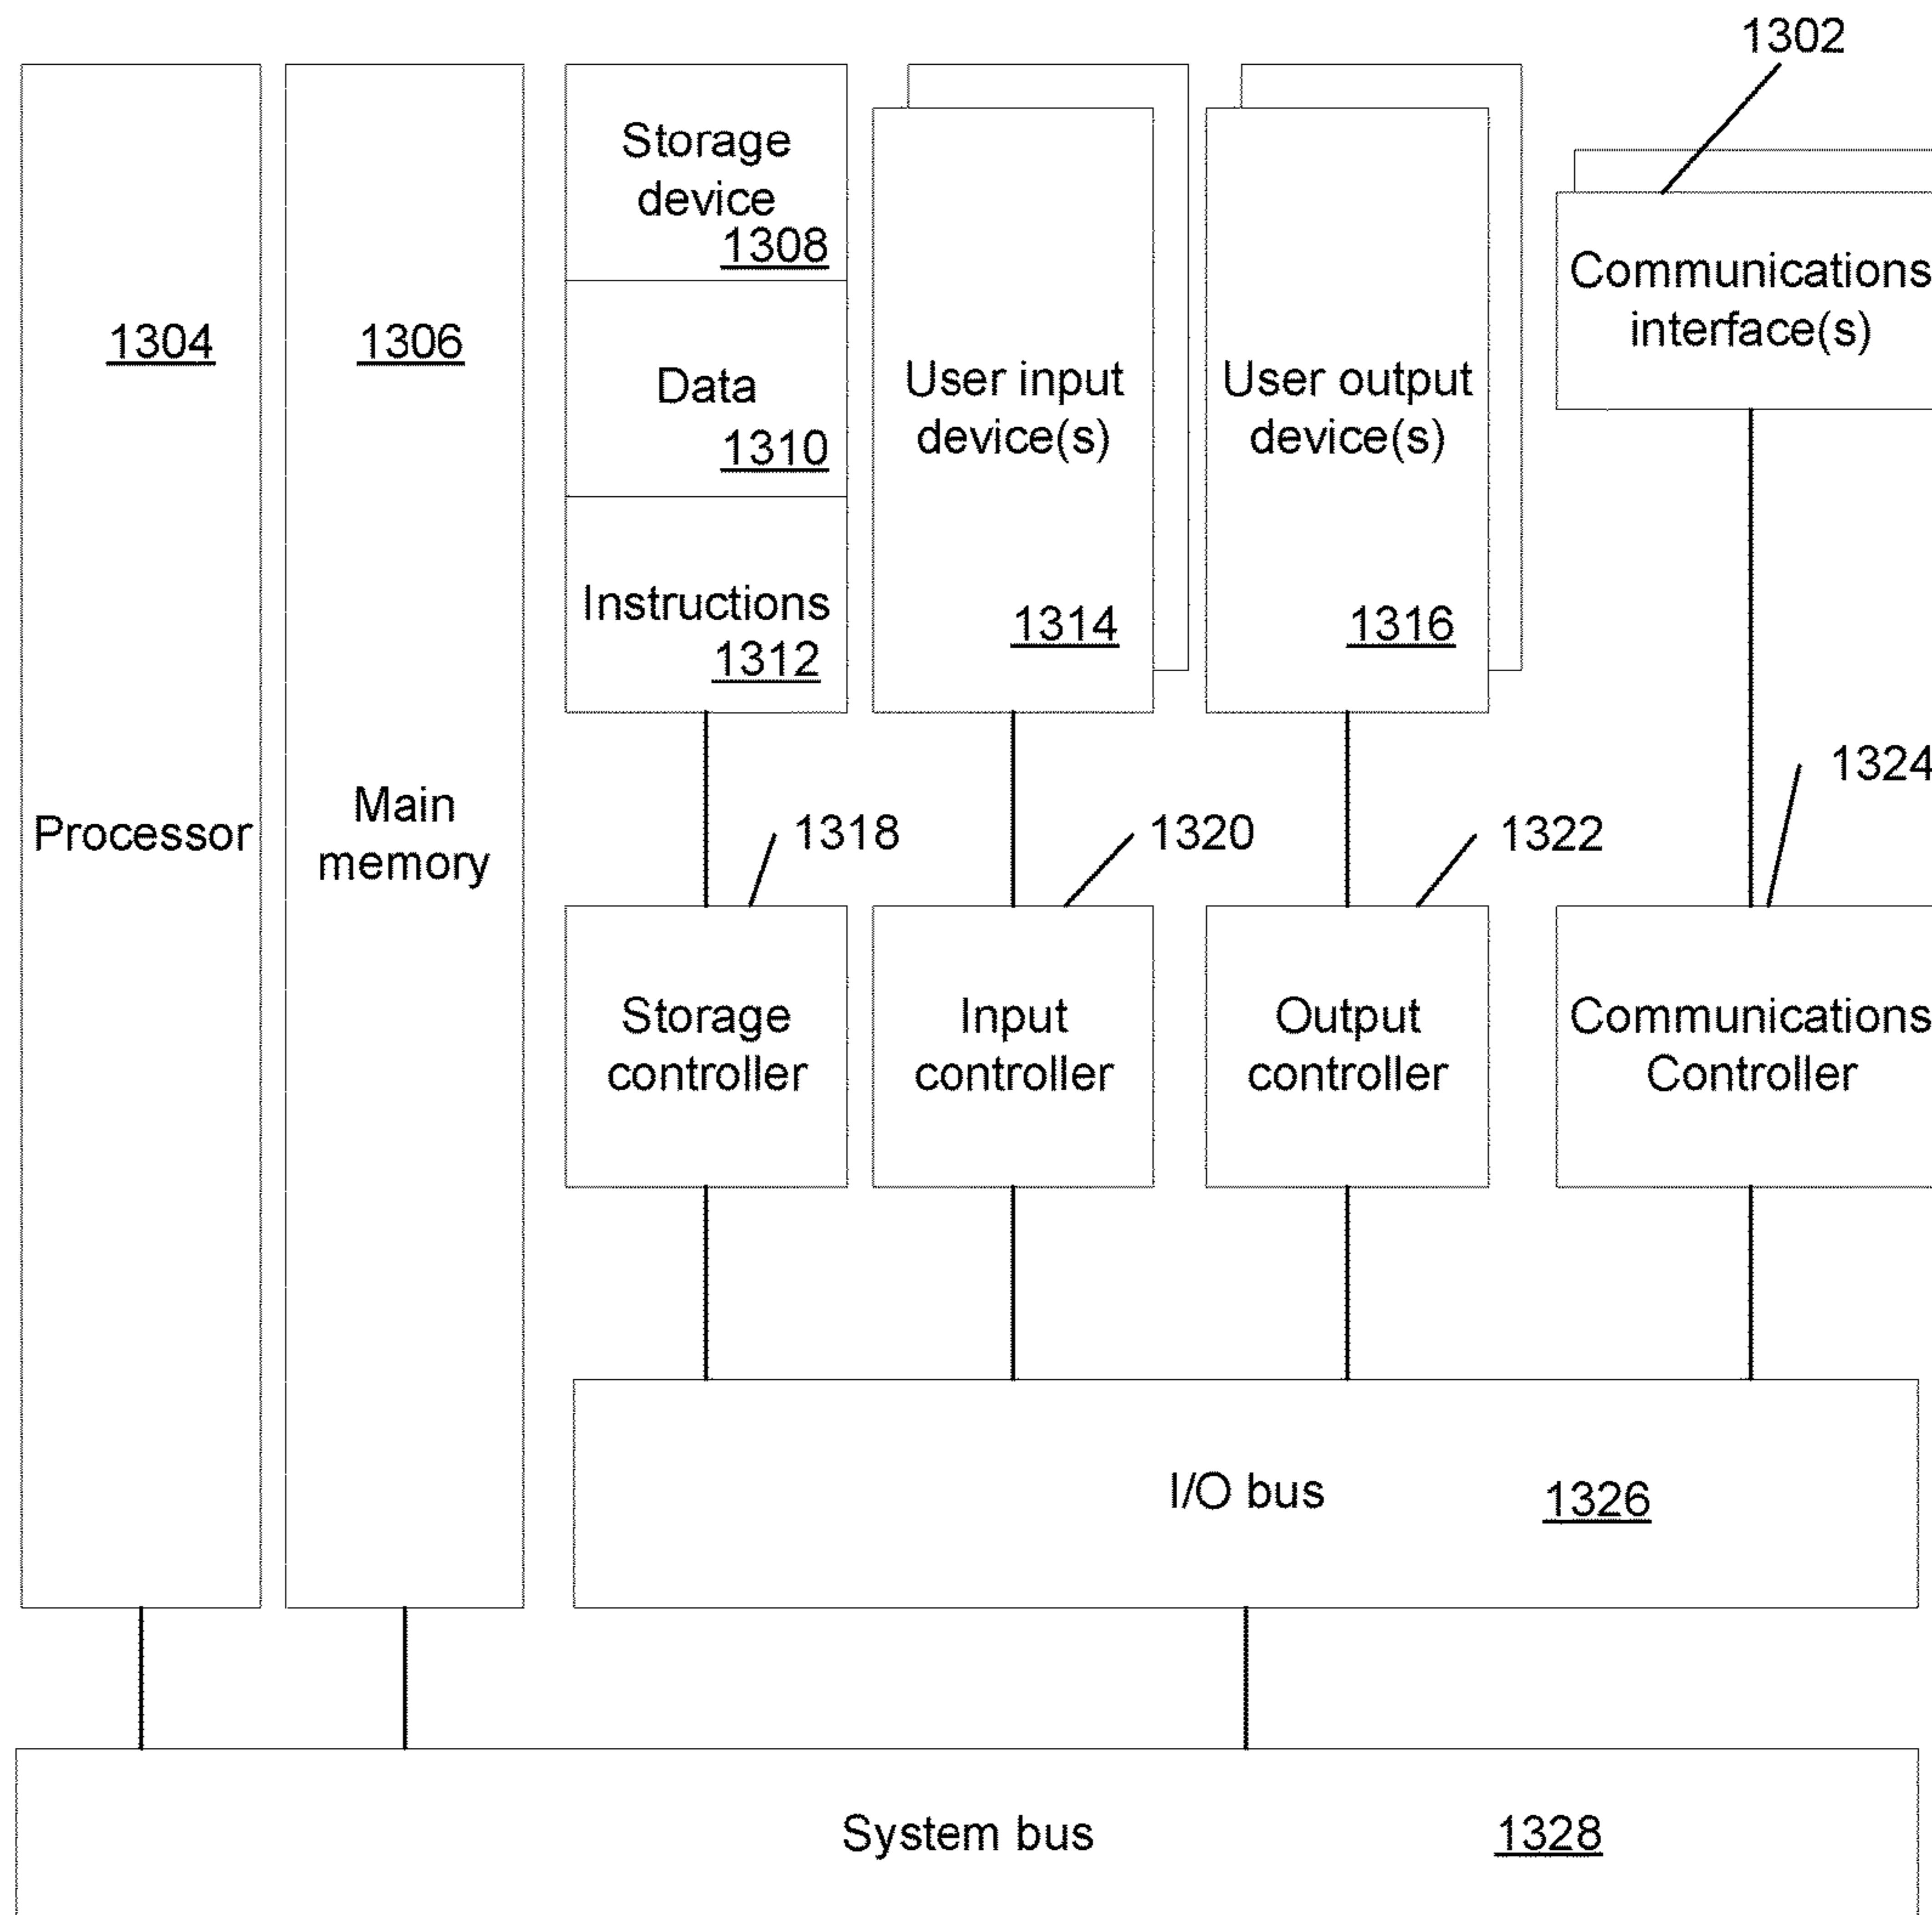 1302
Storage
device
1308
Communications
interface(s)
1304
1306
Data
1310
User input
device(s)
User output
device(s)
Instructions
1312
1314
1316
1324
Processor
Main
memory
1318
1320
1322
Storage
controller
Input
controller
Output
controller
Communications
Controller
I/O bus
1326
System bus
1328